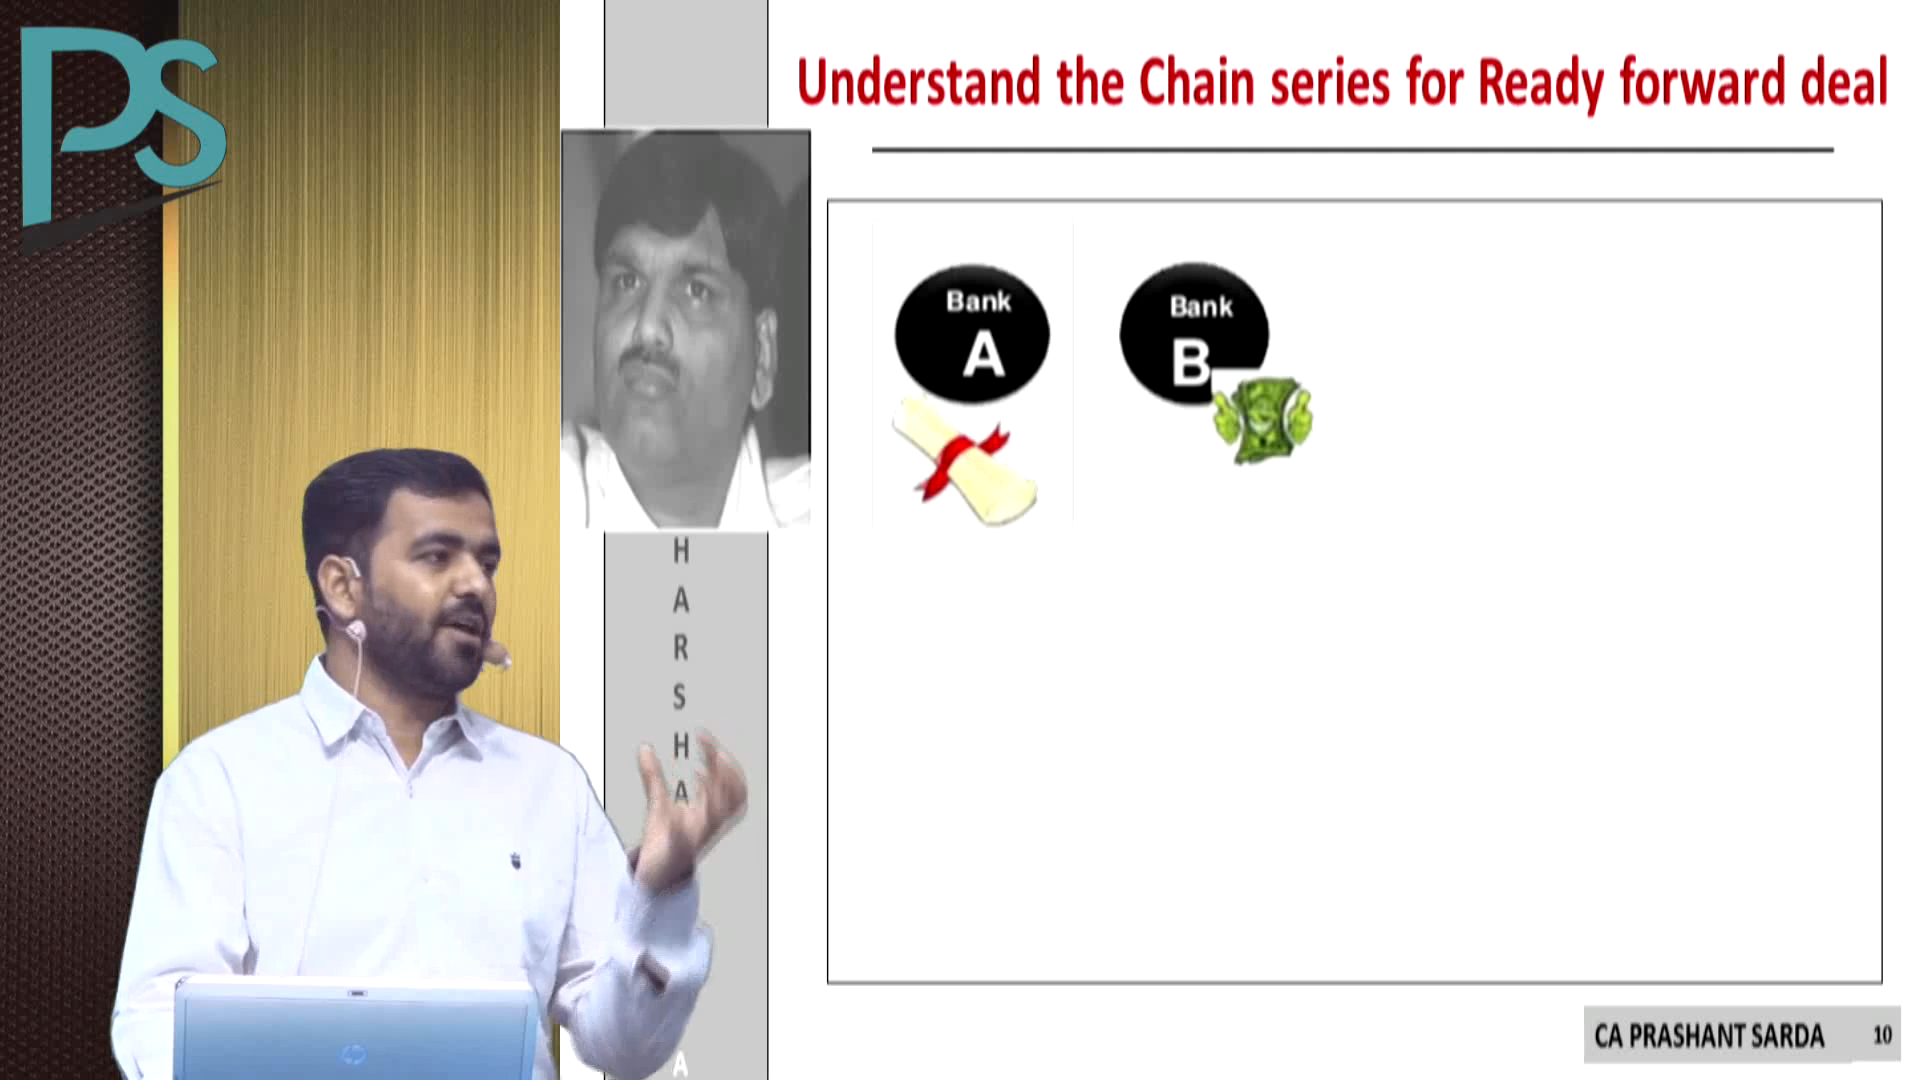 PS
Understand the Chain series for Ready forward deal
Bank
A
Bank
B
H
A
R
S
H
A
A
CA PRASHANT SARDA 10